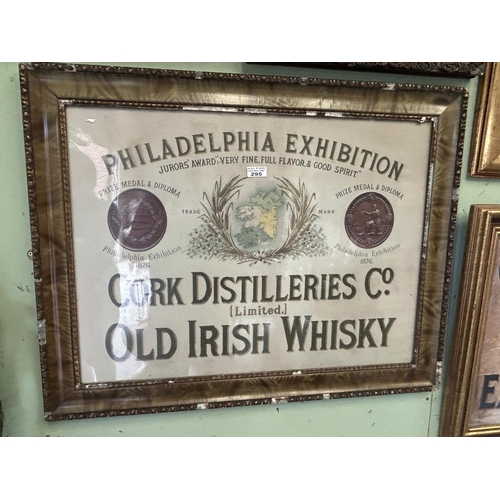 PHILADELPHIA EXHIBITION
JURORS' AWARD:- VERY FINE, FULL FLAVOR, & GOOD SPIRIT"
295
PRIZE MEDAL & DIPLOMA
PRIZE MEDAL & DIPLOMA
TRADE MARK
Philadelphia Exhibition
1876.
Philadelphia Exhibition
1876.
CORK DISTILLERIES CO.
[Limited.]
OLD IRISH WHISKY